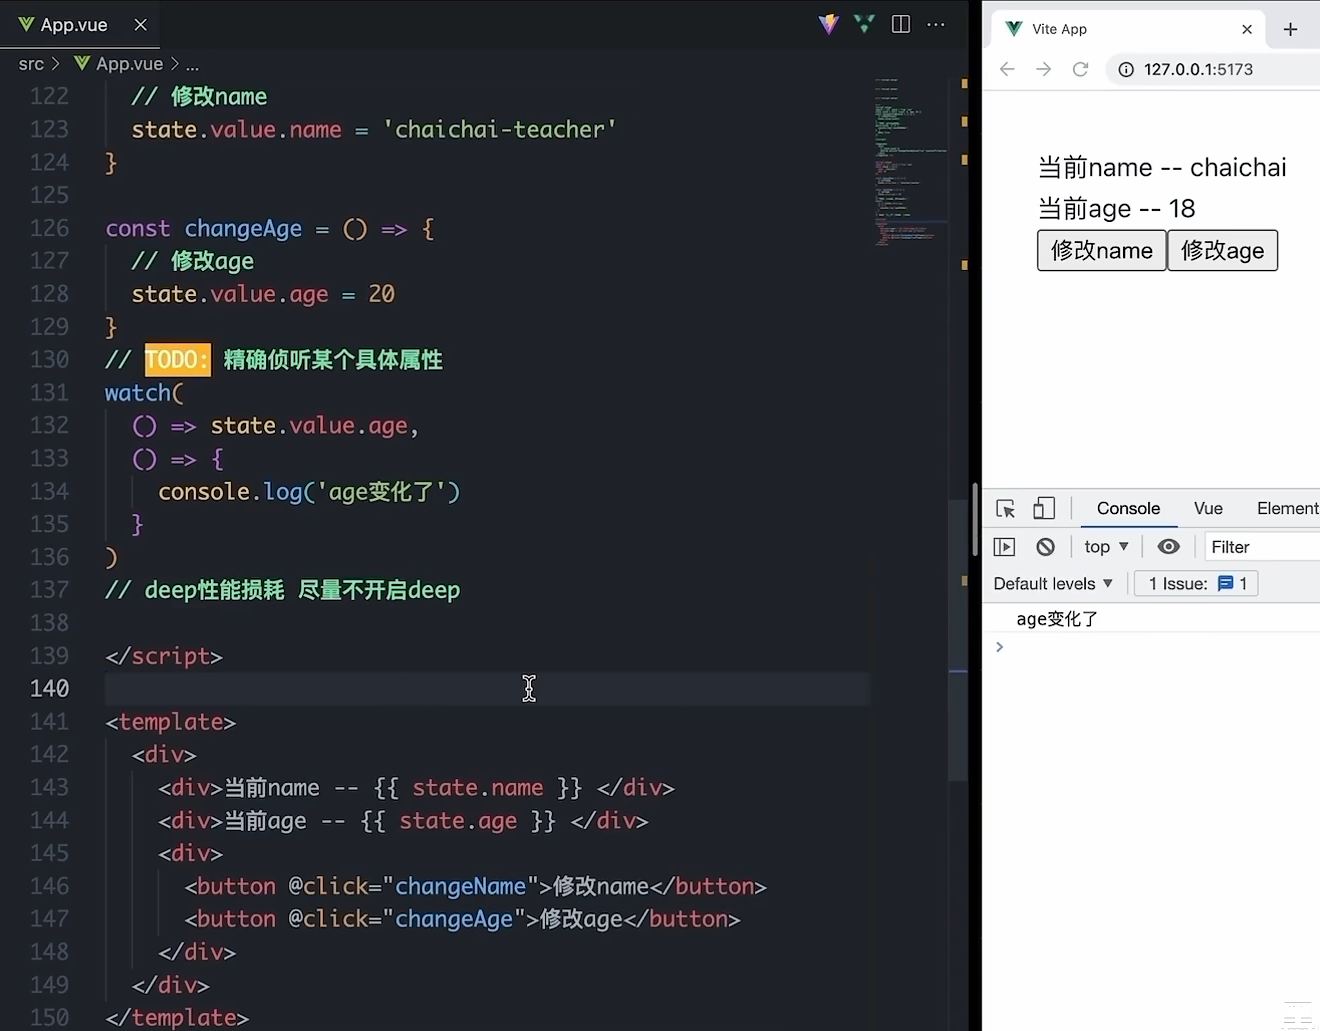 App.vue
src > App.vue > ...
122 // 修改name
123 state.value.name = 'chaichai-teacher'
124 }
125
126 const changeAge = () => {
127 // 修改age
128 state.value.age = 20
129 }
130 // TODO: 精确侦听某个具体属性
131 watch(
132 () => state.value.age,
133 () => {
134 console.log('age变化了')
135 }
136 )
137 // deep性能损耗 尽量不开启deep
138
139 </script>
140
141 <template>
142 <div>
143 <div>当前name -- {{ state.name }} </div>
144 <div>当前age -- {{ state.age }} </div>
145 <div>
146 <button @click="changeName">修改name</button>
147 <button @click="changeAge">修改age</button>
148 </div>
149 </div>
150 </template>
Vite App
127.0.0.1:5173
当前name -- chaichai
当前age -- 18
修改name 修改age
Console Vue Element
top Filter
Default levels 1 Issue: 1
age变化了